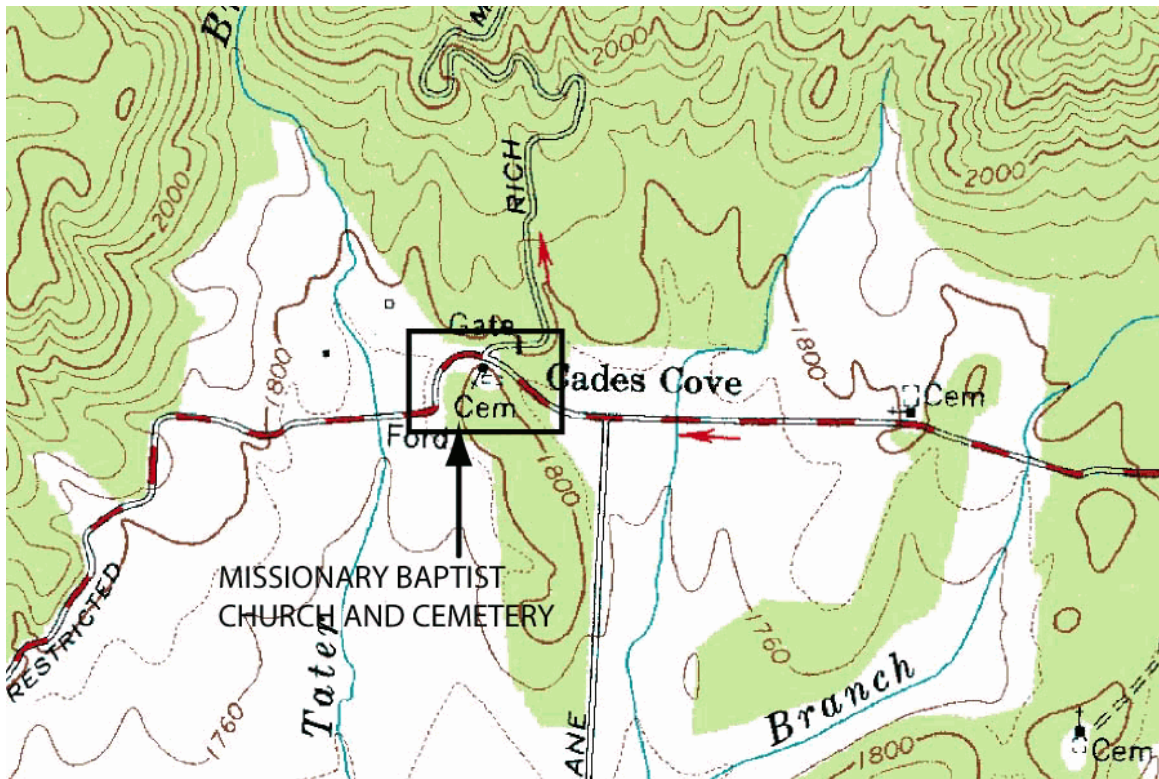 B
M
2000
RICH
2000
2000
Gate
1800
1800
Cades Cove
Cem
Cem
Ford
1800
MISSIONARY BAPTIST
CHURCH AND CEMETERY
RESTRICTED
Tater
1760
Branch
1760
ANE
1800
Cem